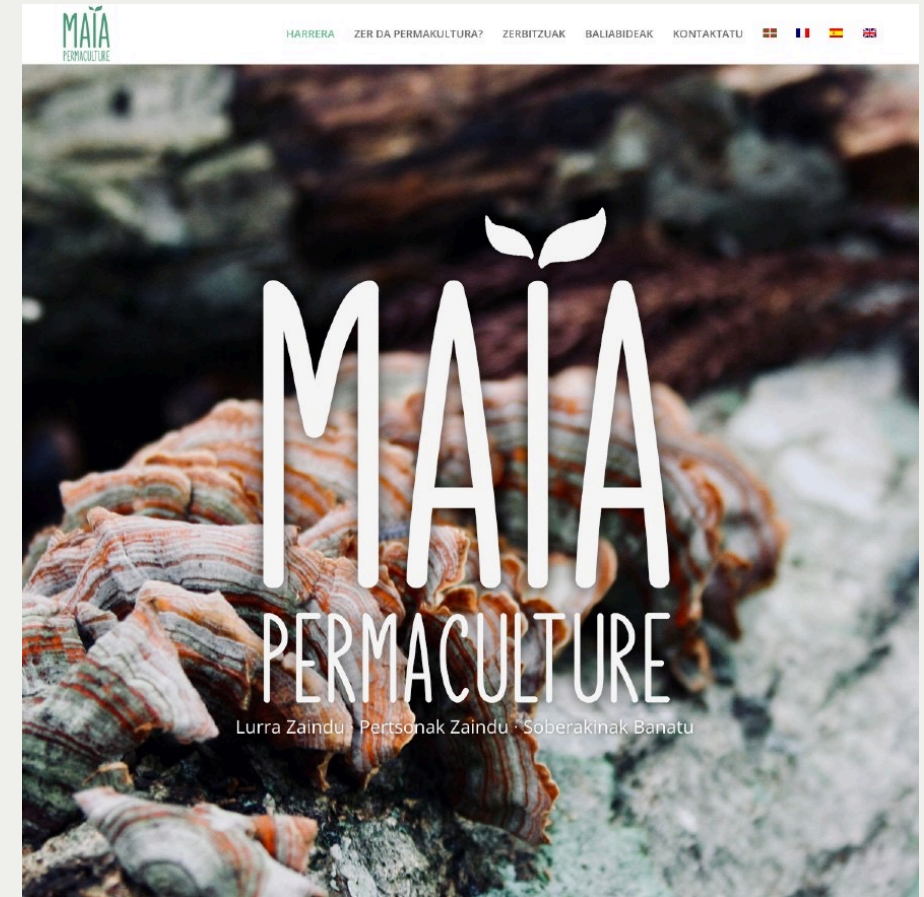 MAÏA
PERMACULTURE
HARRERA ZER DA PERMAKULTURA? ZERBITZUAK BALIABIDEAK KONTAKTATU
MAÏA
PERMACULTURE
Lurra Zaindu · Pertsonak Zaindu · Soberakinak Banatu